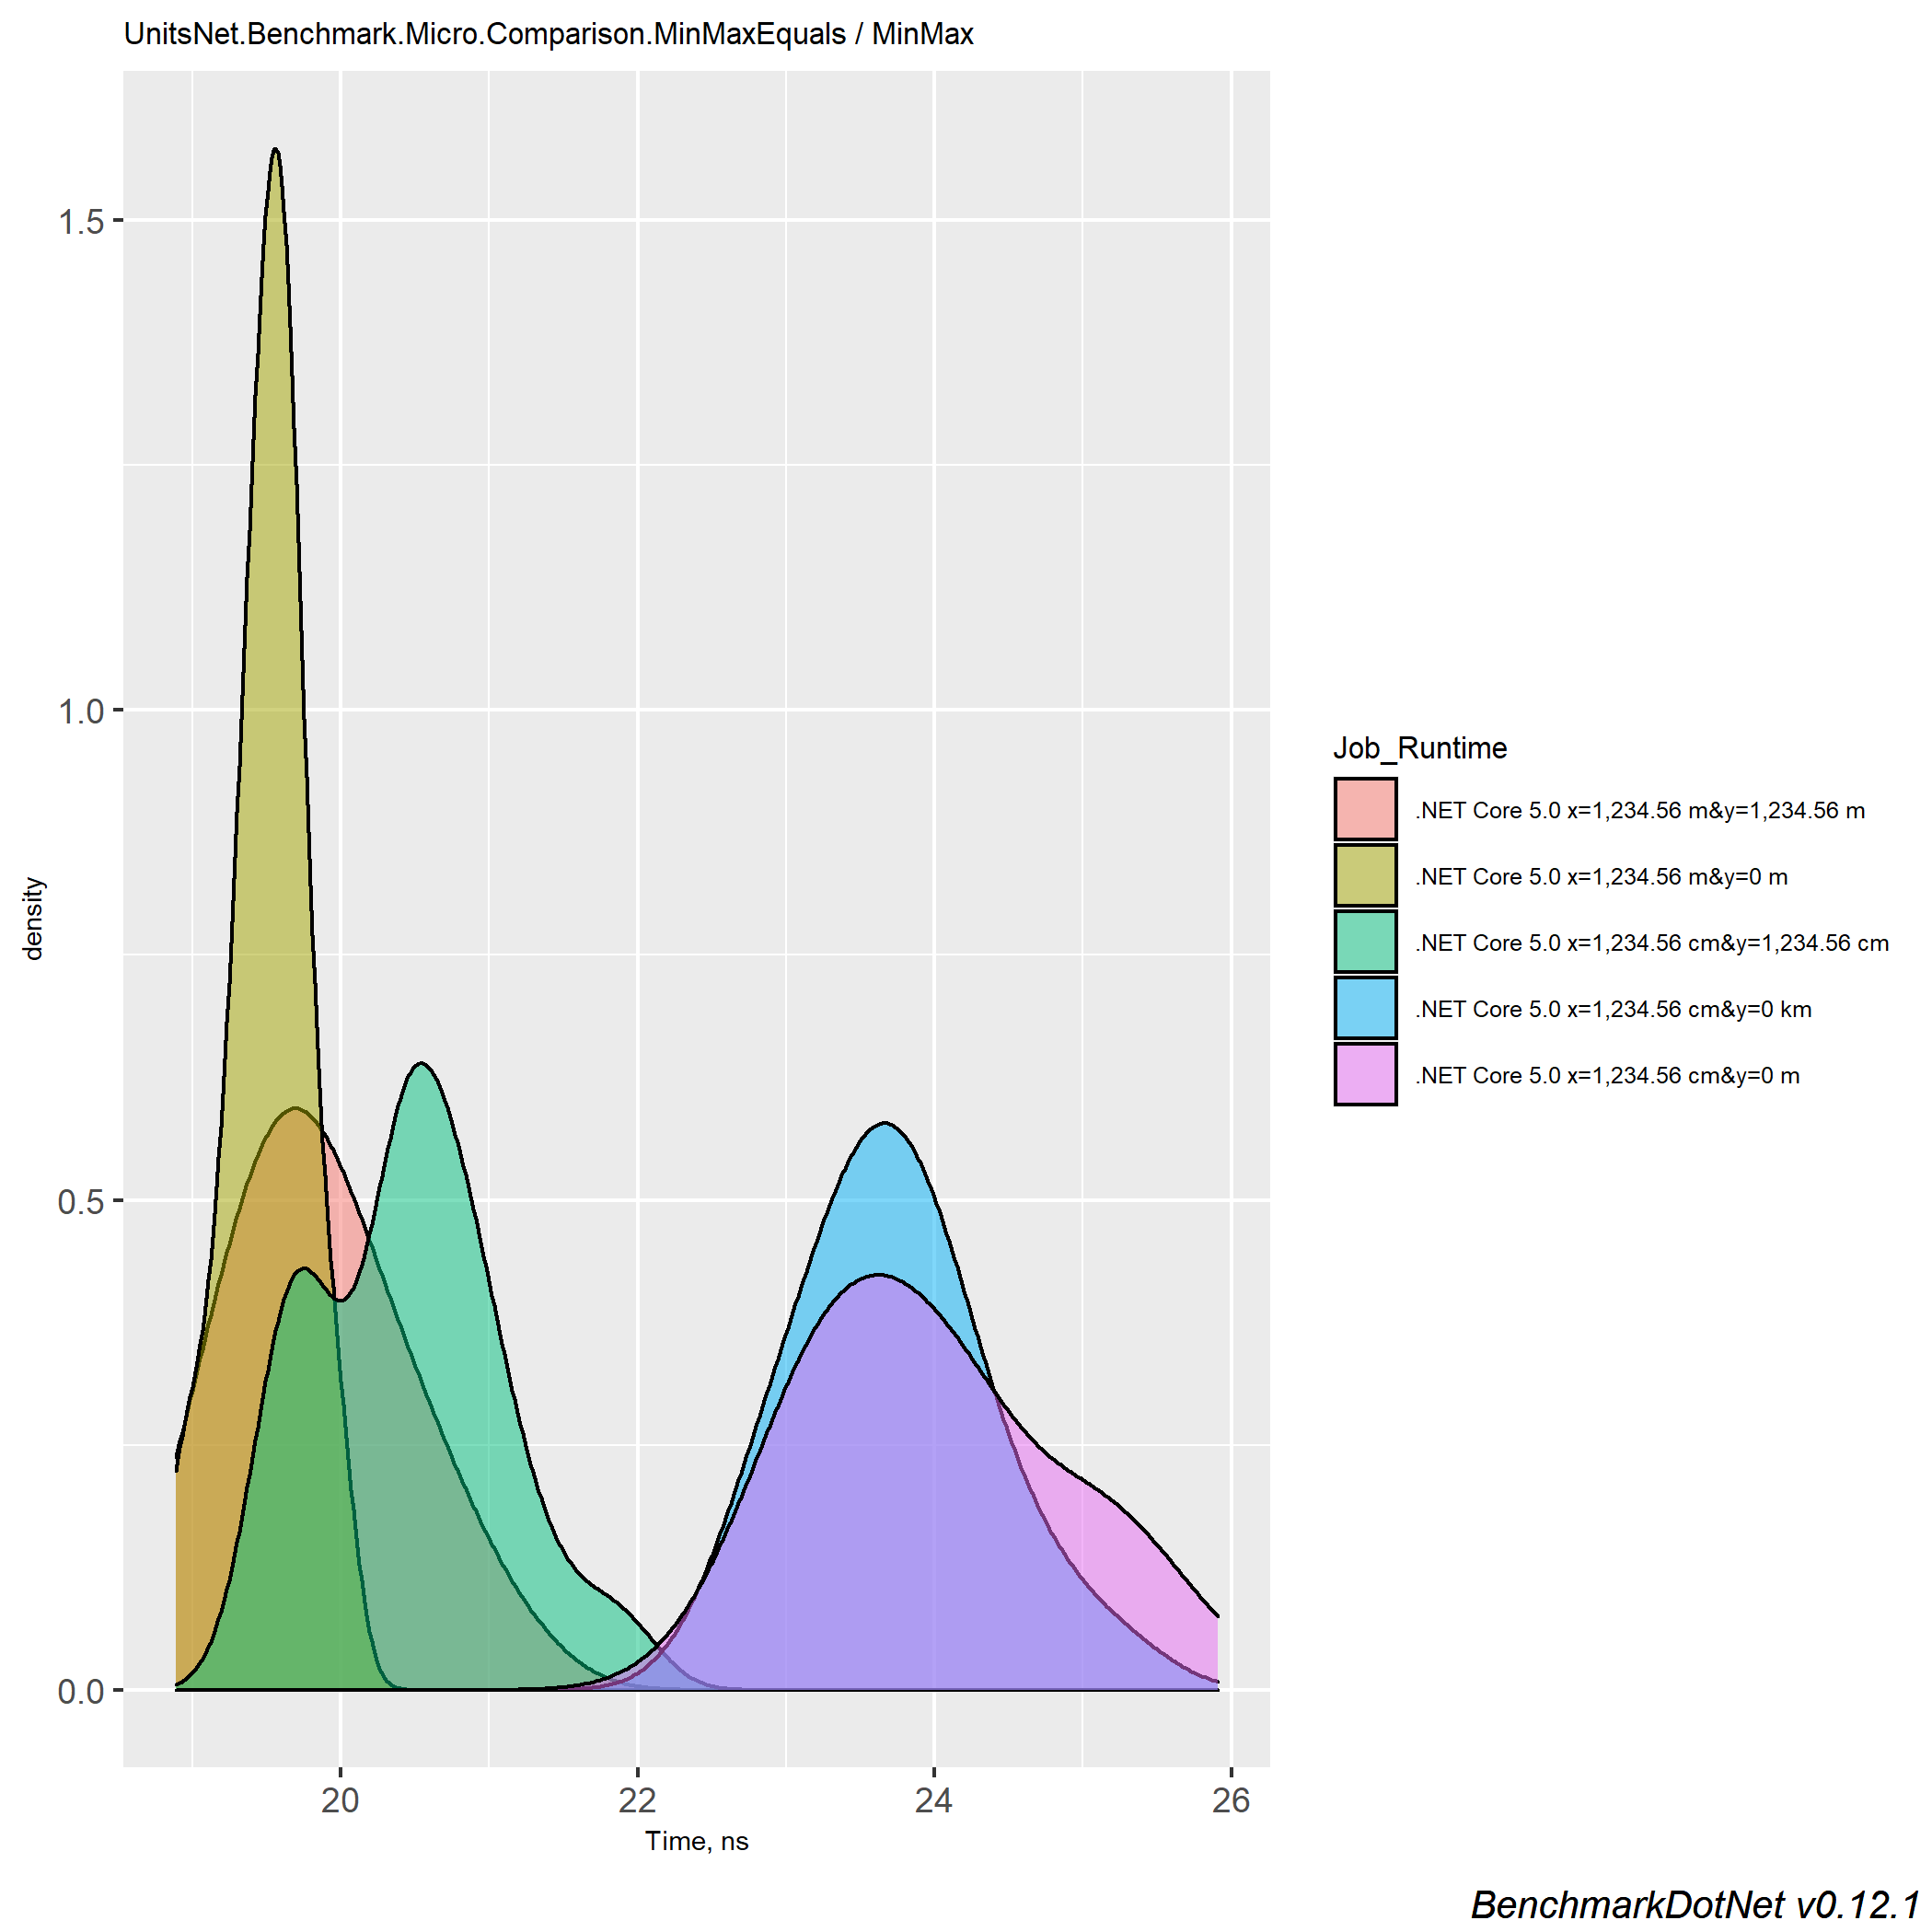 UnitsNet.Benchmark.Micro.Comparison.MinMaxEquals / MinMax
1.5
1.0
0.5
0.0
density
20 22 24 26
Time, ns
Job_Runtime
.NET Core 5.0 x=1,234.56 m&y=1,234.56 m
.NET Core 5.0 x=1,234.56 m&y=0 m
.NET Core 5.0 x=1,234.56 cm&y=1,234.56 cm
.NET Core 5.0 x=1,234.56 cm&y=0 km
.NET Core 5.0 x=1,234.56 cm&y=0 m
BenchmarkDotNet v0.12.1